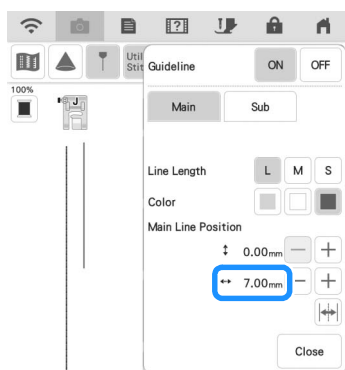 Util
Stit
Guideline
ON
OFF
100%
J
Main
Sub
Line Length
L
M
S
Color
Main Line Position
0.00mm
7.00mm
Close